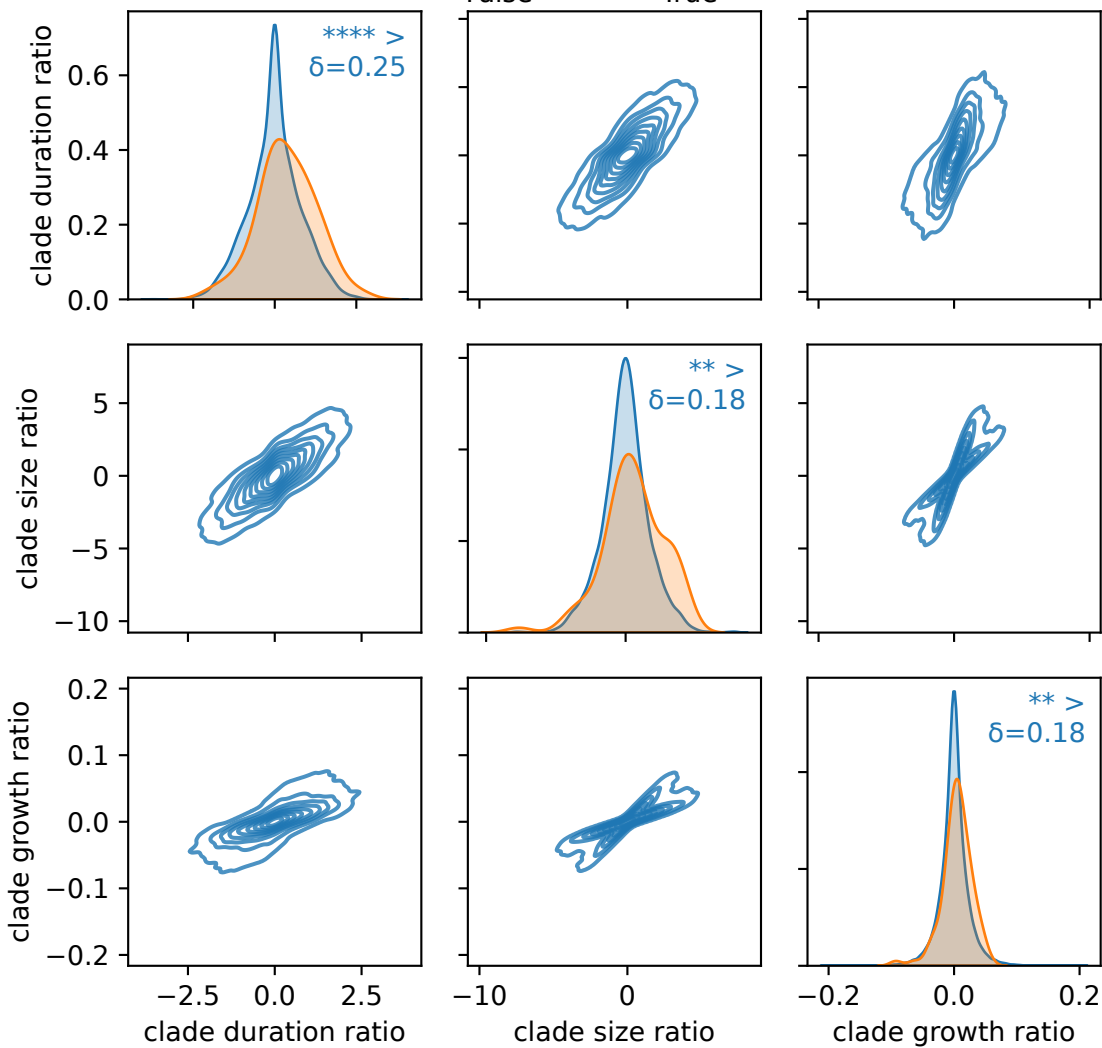 clade duration ratio
0.6
0.4
0.2
0.0
**** >
δ=0.25
clade size ratio
5
0
−5
−10
** >
δ=0.18
clade growth ratio
0.2
0.1
0.0
−0.1
−0.2
** >
δ=0.18
−2.5 0.0 2.5
−10 0
−0.2 0.0 0.2
clade duration ratio
clade size ratio
clade growth ratio